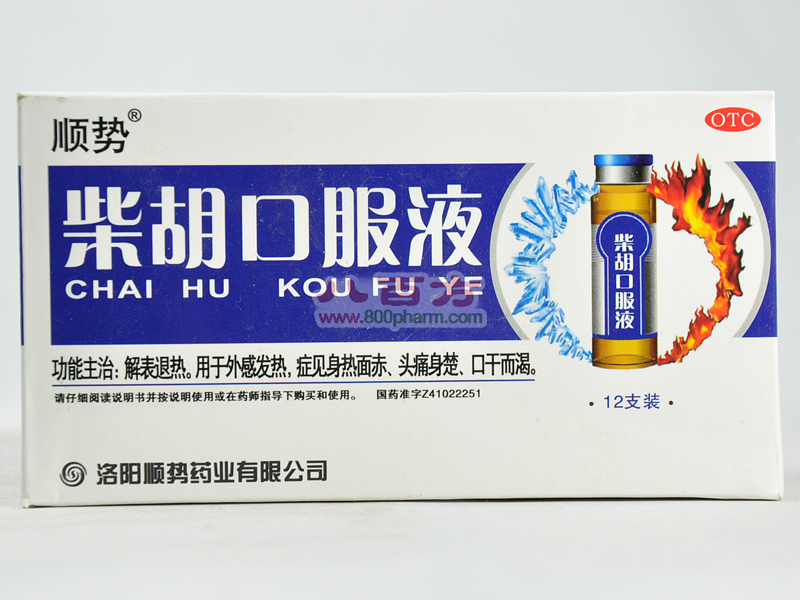 顺势®
OTC
柴胡口服液
CHAI HU KOU FU YE
八百方
www.800pharm.com
柴胡口服液
功能主治:解表退热。用于外感发热,症见身热面赤、头痛身楚、口干而渴。
请仔细阅读说明书并按说明使用或在药师指导下购买和使用。 国药准字Z41022251
·12支装·
洛阳顺势药业有限公司